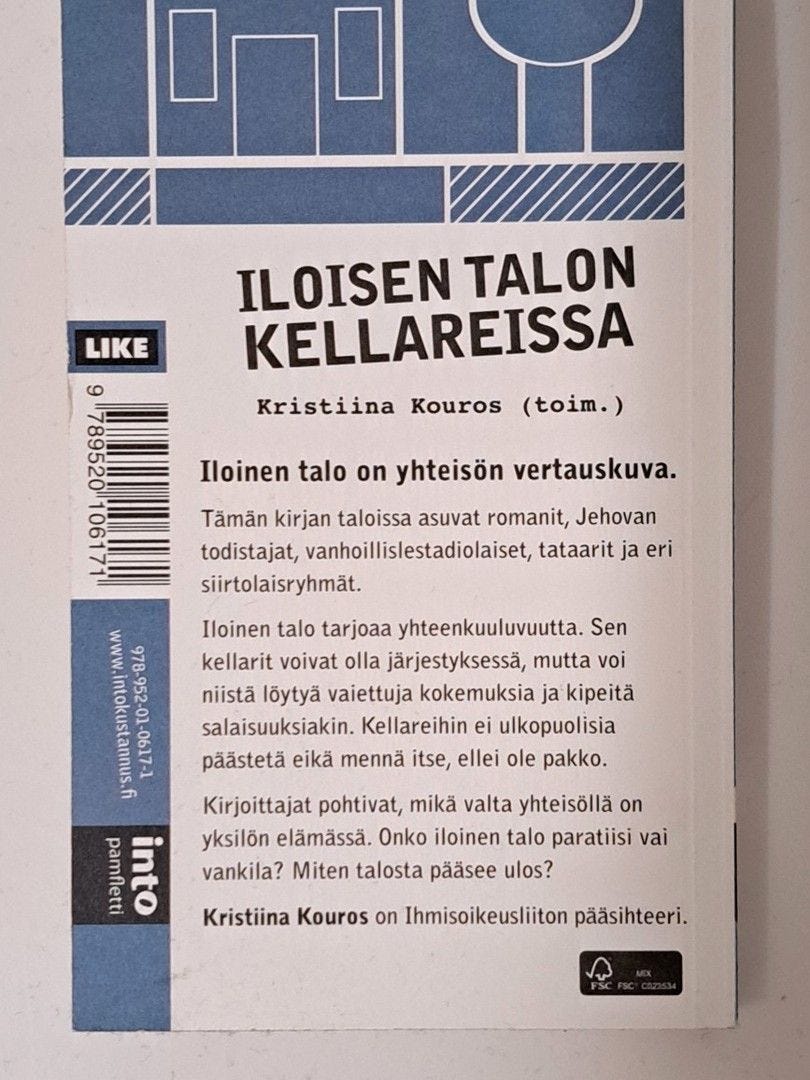 ILOISEN TALON
KELLAREISSA
Kristiina Kouros (toim.)
Iloinen talo on yhteisön vertauskuva.
Tämän kirjan taloissa asuvat romanit, Jehovan
todistajat, vanhoillislestadiolaiset, tataarit ja eri
siirtolaisryhmät.
Iloinen talo tarjoaa yhteenkuuluvuutta. Sen
kellarit voivat olla järjestyksessä, mutta voi
niistä löytyä vaiettuja kokemuksia ja kipeitä
salaisuuksiakin. Kellareihin ei ulkopuolisia
päästetä eikä mennä itse, ellei ole pakko.
Kirjoittajat pohtivat, mikä valta yhteisöllä on
yksilön elämässä. Onko iloinen talo paratiisi vai
vankila? Miten talosta pääsee ulos?
Kristiina Kouros on Ihmisoikeusliiton pääsihteeri.
LIKE
9 789520 106171
978-952-01-0617-1
www.intokustannus.fi
into
pamfletti
MIX
FSC FSC® C023534